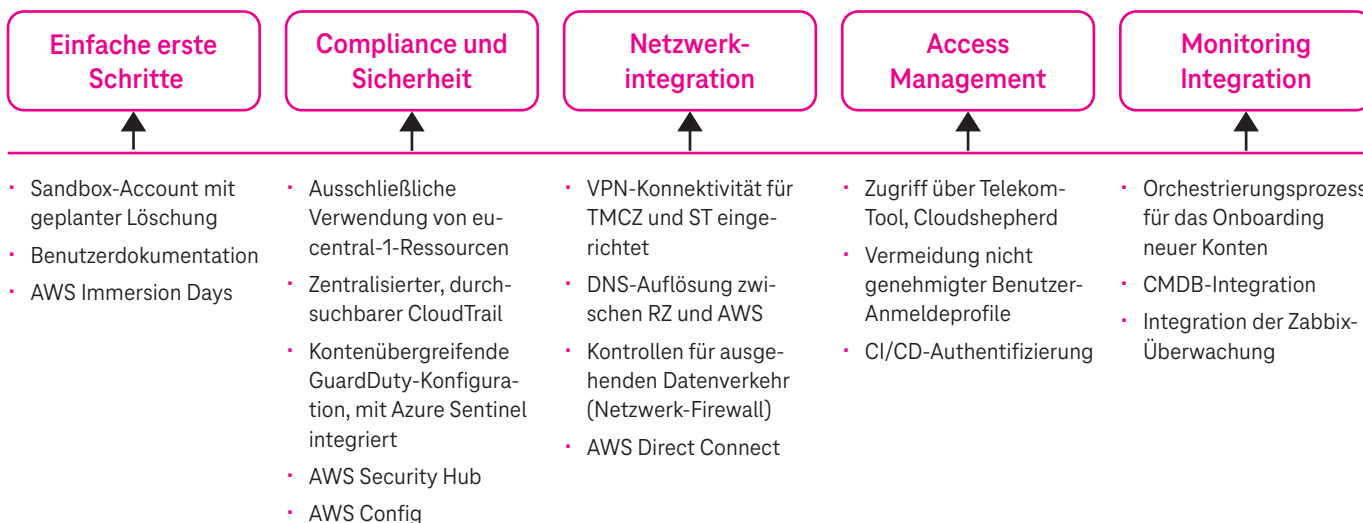 Einfache erste
Schritte
Compliance und
Sicherheit
Netzwerk-
integration
Access
Management
Monitoring
Integration
· Sandbox-Account mit
geplanter Löschung
· Benutzerdokumentation
· AWS Immersion Days
· Ausschließliche
Verwendung von eu-
central-1-Ressourcen
· Zentralisierter, durch-
suchbarer CloudTrail
· Kontenübergreifende
GuardDuty-Konfigura-
tion, mit Azure Sentinel
integriert
· AWS Security Hub
· AWS Config
· VPN-Konnektivität für
TMCZ und ST einge-
richtet
· DNS-Auflösung zwi-
schen RZ und AWS
· Kontrollen für ausge-
henden Datenverkehr
(Netzwerk-Firewall)
· AWS Direct Connect
· Zugriff über Telekom-
Tool, Cloudshepherd
· Vermeidung nicht
genehmigter Benutzer-
Anmeldeprofile
· CI/CD-Authentifizierung
· Orchestrierungsprozess
für das Onboarding
neuer Konten
· CMDB-Integration
· Integration der Zabbix-
Überwachung